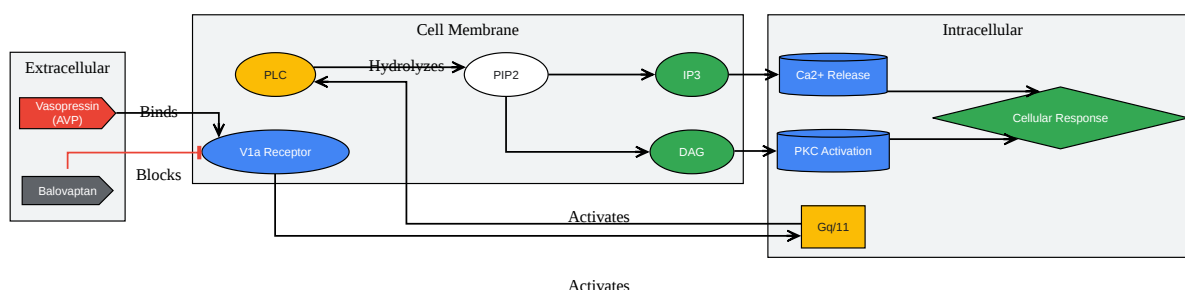 Cell Membrane
Intracellular
Extracellular
PLC
Hydrolyzes
PIP2
IP3
Ca2+ Release
Vasopressin
(AVP)
Binds
Cellular Response
V1a Receptor
DAG
PKC Activation
Blocks
Balovaptan
Activates
Gq/11
Activates